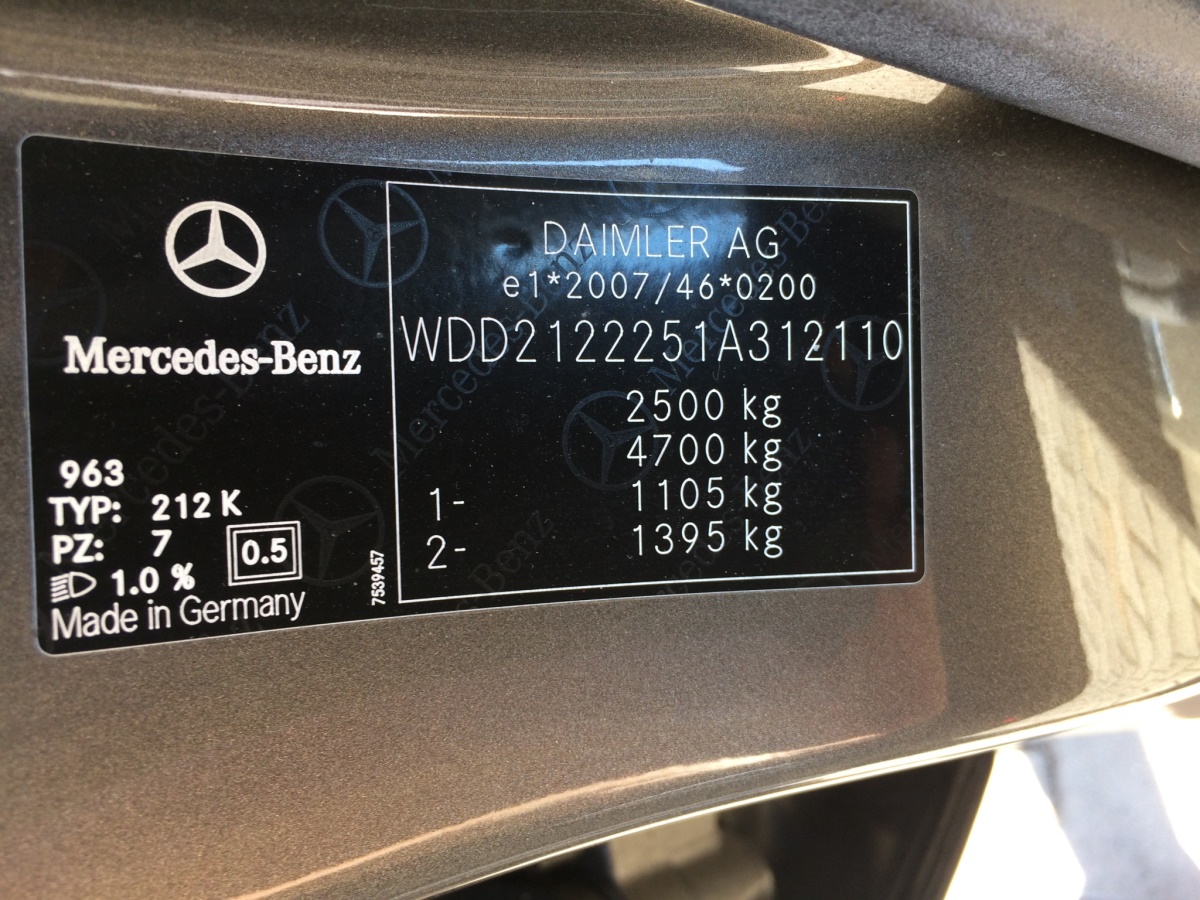 Mercedes-Benz
963
TYP: 212 K
PZ: 7
0.5
1.0 %
Made in Germany
7539457
DAIMLER AG
e1*2007/46*0200
WDD2122251A312110
2500 kg
4700 kg
1- 1105 kg
2- 1395 kg